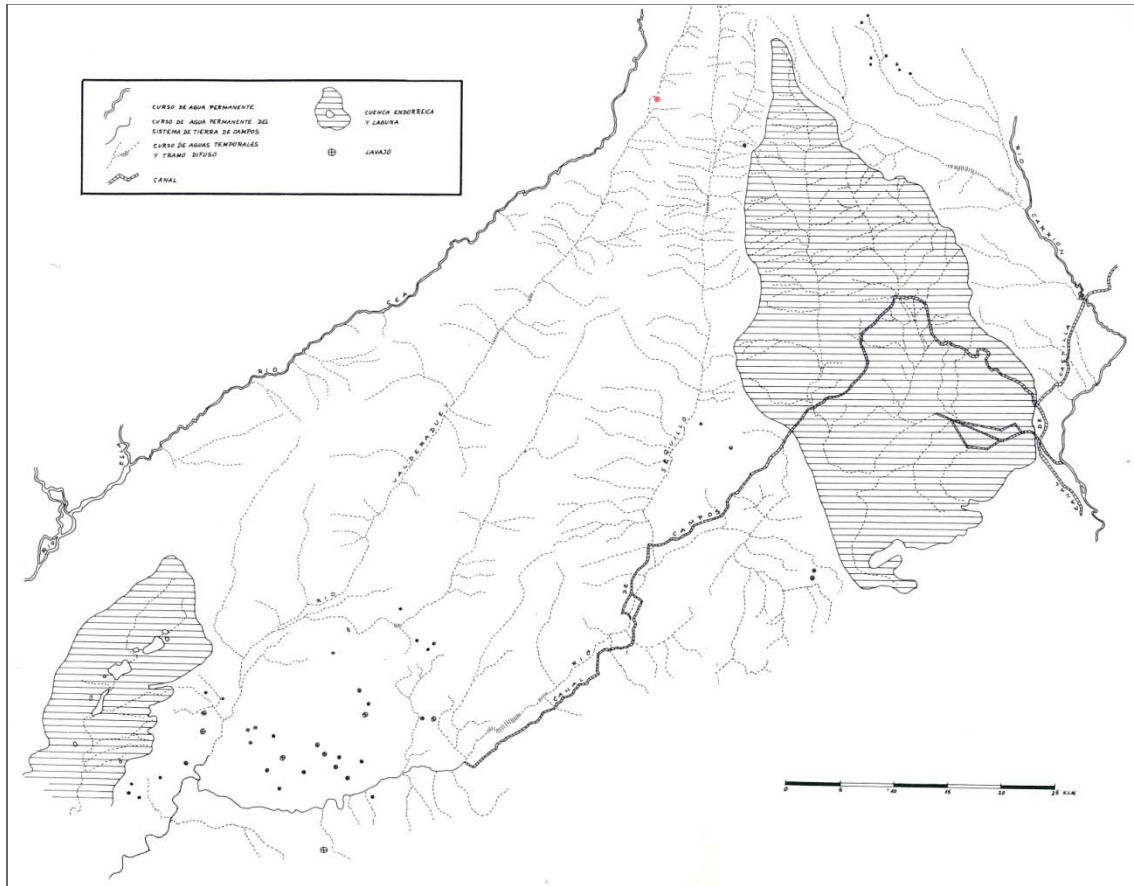 CURSO DE AGUA PERMANENTE
CURSO DE AGUA PERMANENTE DEL
SISTEMA DE TIERRA DE CAMPOS
CURSO DE AGUAS TEMPORALES
Y TRAMO DIFUSO
CANAL
CUENCA ENDORREICA
Y LAGUNA
LAVAJO
RIO CARRION
RIO CEA
CANAL DE CASTILLA
RIO VALDERADUEY
RIO SEQUILLO
CANAL DE CAMPOS
RIO ESLA
0 5 10 15 20 25 KLM